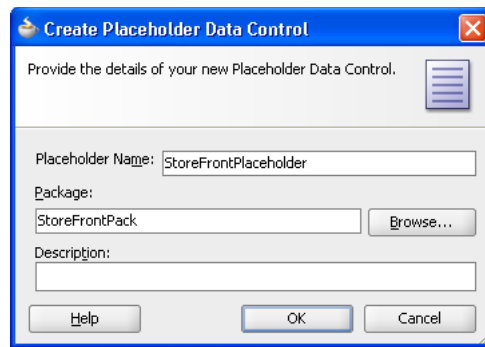 Create Placeholder Data Control
Provide the details of your new Placeholder Data Control.
Placeholder Name: StoreFrontPlaceholder
Package:
StoreFrontPack Browse...
Description:
Help OK Cancel